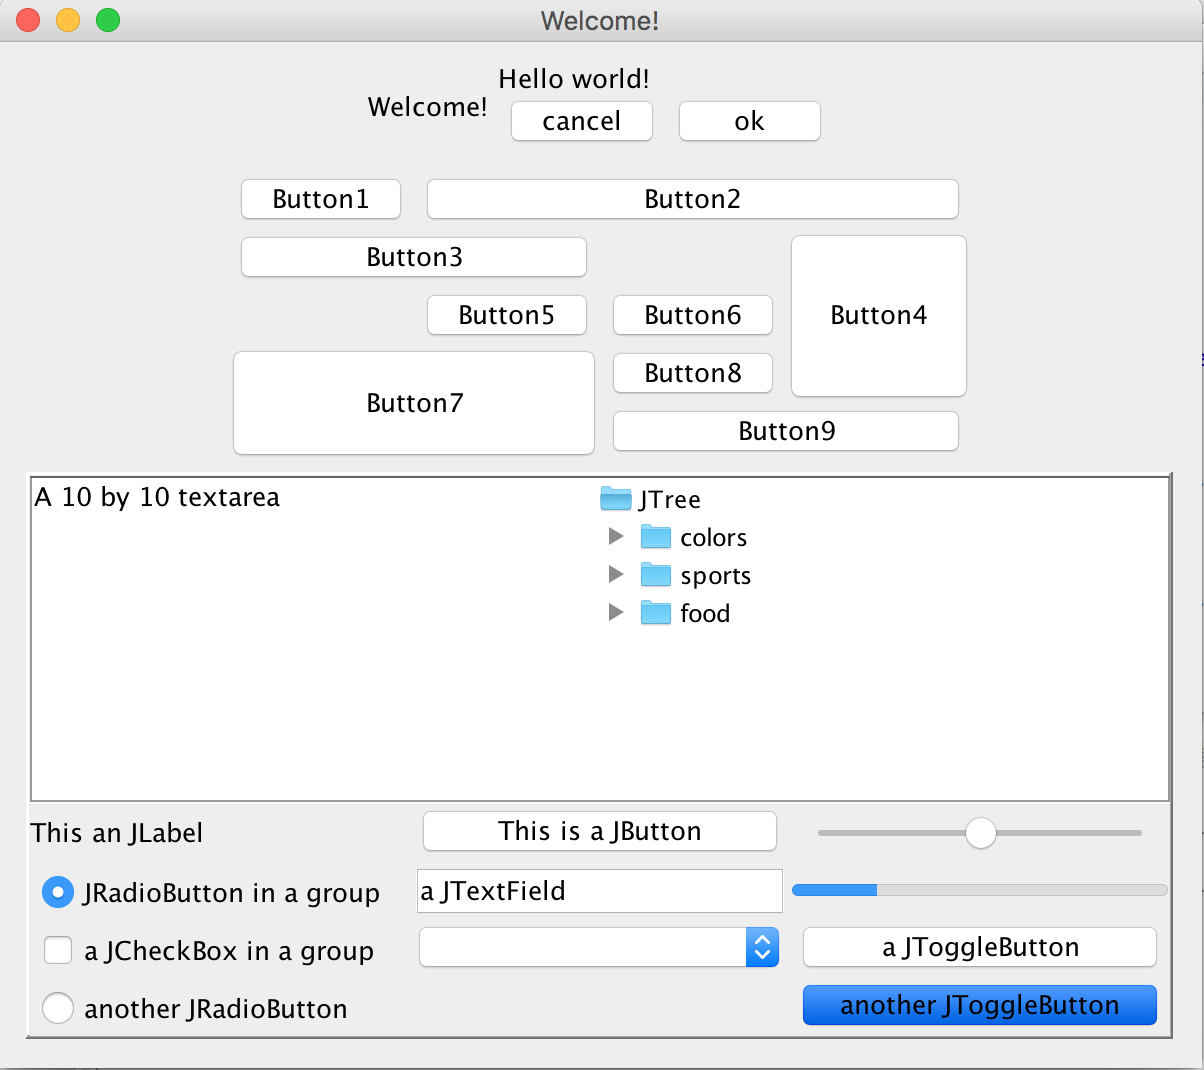 Welcome!
Hello world!
Welcome!
cancel ok
Button1 Button2
Button3
Button4
Button5 Button6
Button7
Button8
Button9
A 10 by 10 textarea
JTree
colors
sports
food
This an JLabel This is a JButton
JRadioButton in a group a JTextField
a JCheckBox in a group a JToggleButton
another JRadioButton another JToggleButton